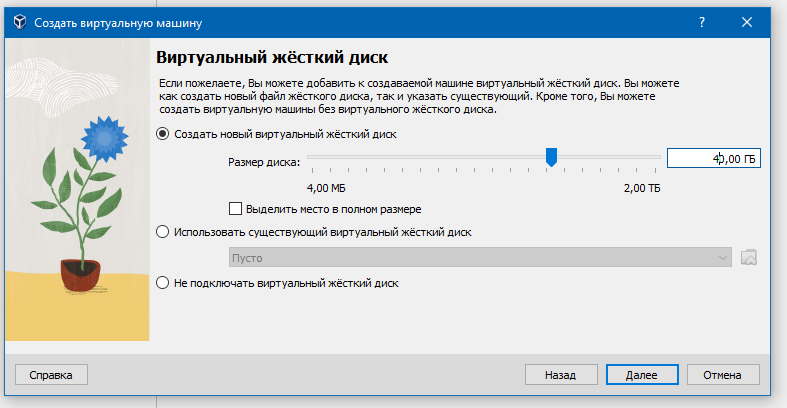 Создать виртуальную машину
Виртуальный жёсткий диск
Если пожелаете, Вы можете добавить к создаваемой машине виртуальный жёсткий диск. Вы можете
как создать новый файл жёсткого диска, так и указать существующий. Кроме того, Вы можете
создать виртуальную машины без виртуального жёсткого диска.
Создать новый виртуальный жёсткий диск
Размер диска: 40,00 ГБ
4,00 МБ 2,00 ТБ
Выделить место в полном размере
Использовать существующий виртуальный жёсткий диск
Пусто
Не подключать виртуальный жёсткий диск
Справка Назад Далее Отмена